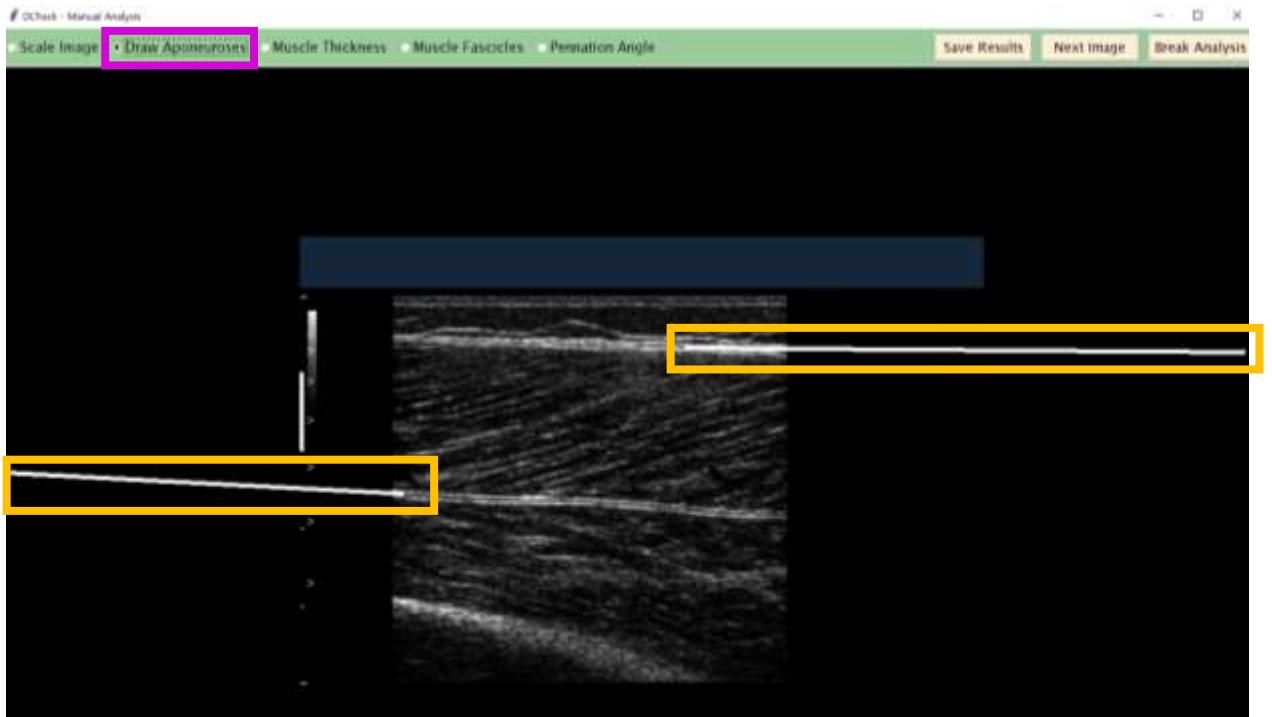 DLTrack - Manual Analysis
Scale Image Draw Aponeuroses Muscle Thickness Muscle Fascicles Pennation Angle Save Results Next Image Break Analysis